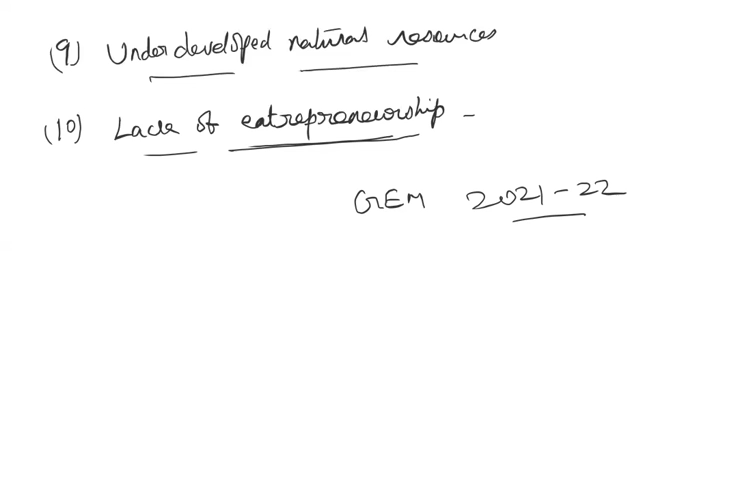 (9) Underdeveloped natural resources
(10) Lack of entrepreneurship -
GEM 2021-22